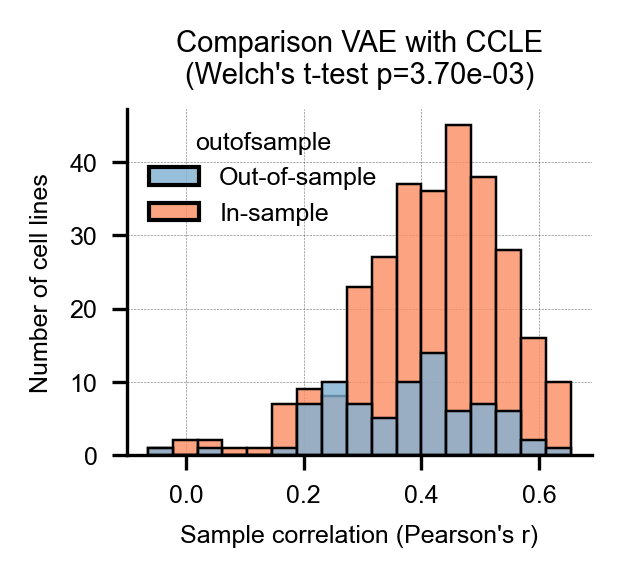 Comparison VAE with CCLE
(Welch's t-test p=3.70e-03)
outofsample
Out-of-sample
In-sample
Number of cell lines
40
30
20
10
0
0.0 0.2 0.4 0.6
Sample correlation (Pearson's r)